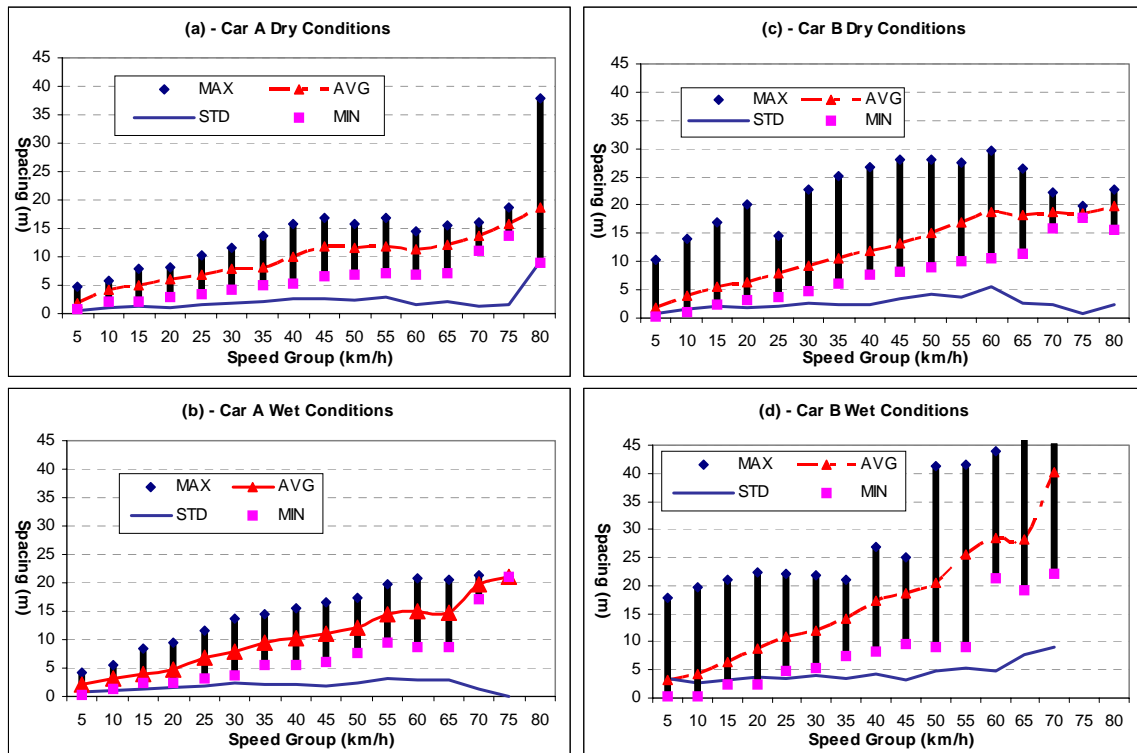 (a) - Car A Dry Conditions
45
40
35
30
25
20
15
10
5
0
Spacing (m)
MAX AVG
STD MIN
5 10 15 20 25 30 35 40 45 50 55 60 65 70 75 80
Speed Group (km/h)
(c) - Car B Dry Conditions
45
40
35
30
25
20
15
10
5
0
Spacing (m)
MAX AVG
STD MIN
5 10 15 20 25 30 35 40 45 50 55 60 65 70 75 80
Speed Group (km/h)
(b) - Car A Wet Conditions
45
40
35
30
25
20
15
10
5
0
Spacing (m)
MAX AVG
STD MIN
5 10 15 20 25 30 35 40 45 50 55 60 65 70 75 80
Speed Group (km/h)
(d) - Car B Wet Conditions
45
40
35
30
25
20
15
10
5
0
Spacing (m)
MAX AVG
STD MIN
5 10 15 20 25 30 35 40 45 50 55 60 65 70 75 80
Speed Group (km/h)